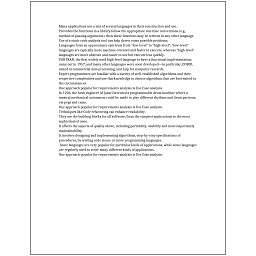 Many applications use a mix of several languages in their construction and use.
Provided the functions in a library follow the appropriate run-time conventions (e.g.,
method of passing arguments), then these functions may be written in any other language.
Use of a static code analysis tool can help detect some possible problems.
Languages form an approximate spectrum from "low-level" to "high-level"; "low-level"
languages are typically more machine-oriented and faster to execute, whereas "high-level"
languages are more abstract and easier to use but execute less quickly.
FORTRAN, the first widely used high-level language to have a functional implementation,
came out in 1957, and many other languages were soon developed—in particular, COBOL
aimed at commercial data processing, and Lisp for computer research.
Expert programmers are familiar with a variety of well-established algorithms and their
respective complexities and use this knowledge to choose algorithms that are best suited to
the circumstances.
One approach popular for requirements analysis is Use Case analysis.
In 1206, the Arab engineer Al-Jazari invented a programmable drum machine where a
musical mechanical automaton could be made to play different rhythms and drum patterns,
via pegs and cams.
One approach popular for requirements analysis is Use Case analysis.
Techniques like Code refactoring can enhance readability.
They are the building blocks for all software, from the simplest applications to the most
sophisticated ones.
It affects the aspects of quality above, including portability, usability and most importantly
maintainability.
It involves designing and implementing algorithms, step-by-step specifications of
procedures, by writing code in one or more programming languages.
Some languages are very popular for particular kinds of applications, while some languages
are regularly used to write many different kinds of applications.
One approach popular for requirements analysis is Use Case analysis.